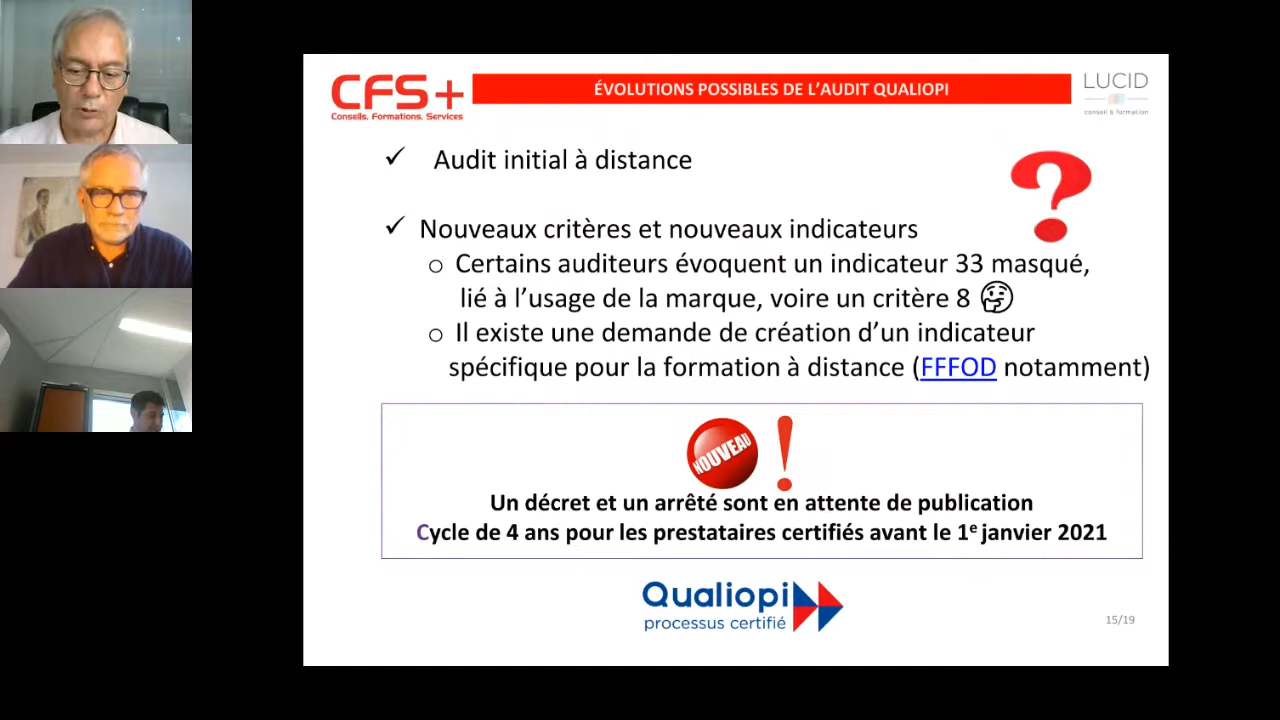 CFS+
Conseils, Formations, Services
ÉVOLUTIONS POSSIBLES DE L'AUDIT QUALIOPI
LUCID
conseil & formation
✓ Audit initial à distance
✓ Nouveaux critères et nouveaux indicateurs
o Certains auditeurs évoquent un indicateur 33 masqué,
lié à l'usage de la marque, voire un critère 8 🤔
o Il existe une demande de création d'un indicateur
spécifique pour la formation à distance (FFFOD notamment)
NOUVEAU
Un décret et un arrêté sont en attente de publication
Cycle de 4 ans pour les prestataires certifiés avant le 1e janvier 2021
Qualiopi
processus certifié
15/19